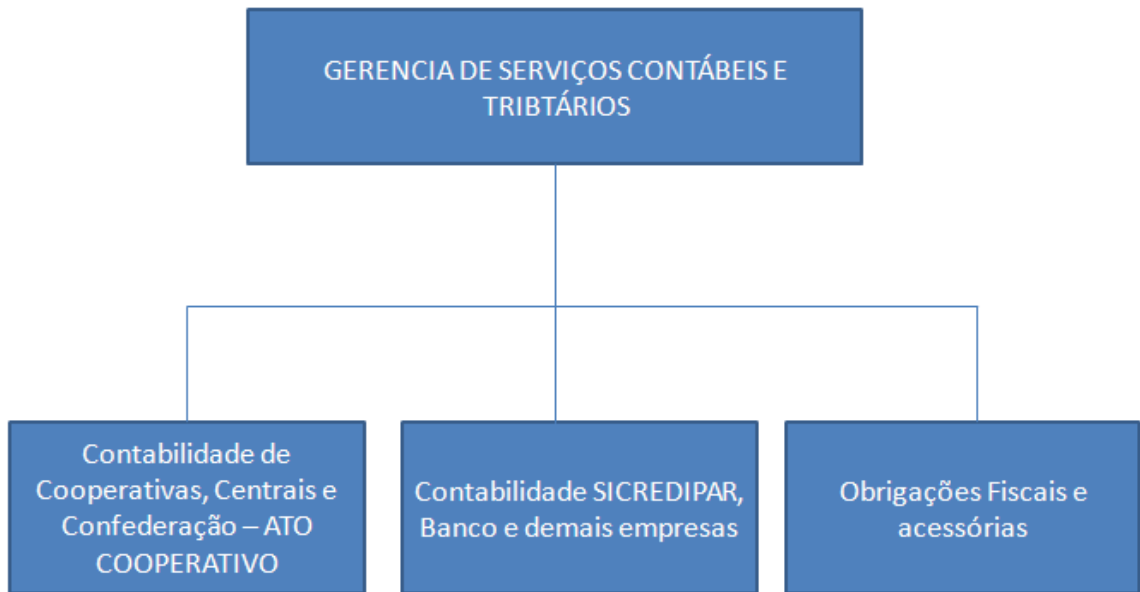 GERENCIA DE SERVIÇOS CONTÁBEIS E
TRIBTÁRIOS
Contabilidade de
Cooperativas, Centrais e
Confederação – ATO
COOPERATIVO
Contabilidade SICREDIPAR,
Banco e demais empresas
Obrigações Fiscais e
acessórias